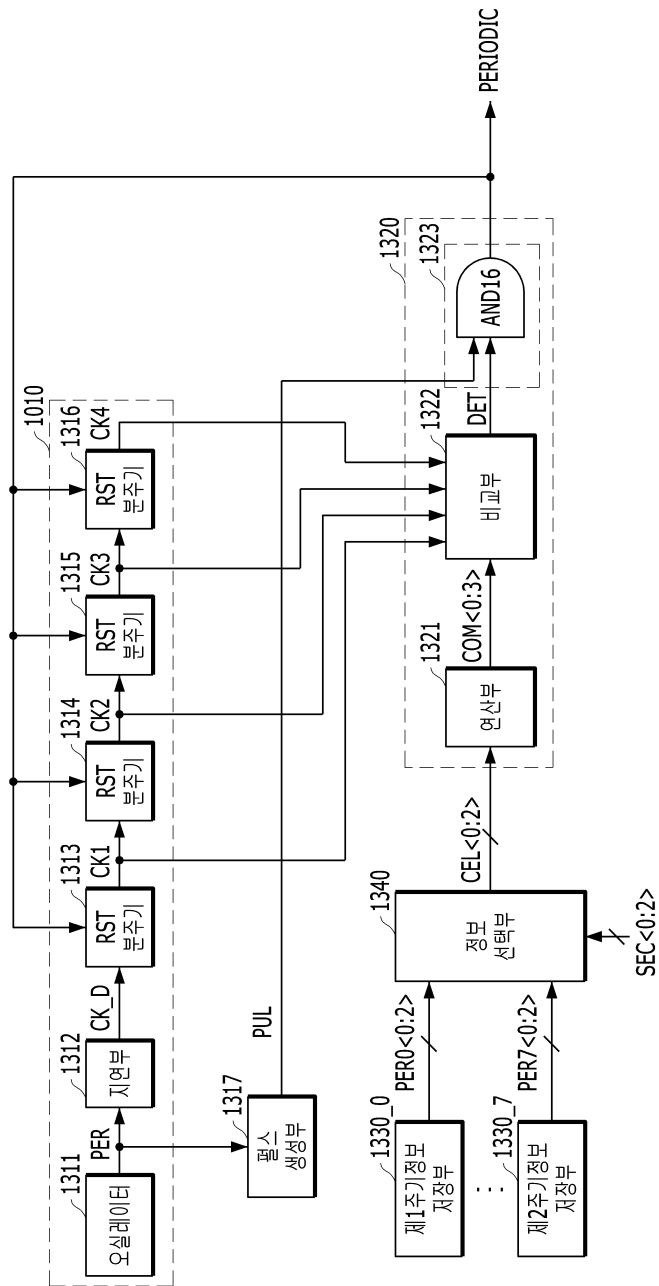 1010
1311
오실레이터
PER
1312
지연부
CK_D
1313
RST
분주기
CK1
1314
RST
분주기
CK2
1315
RST
분주기
CK3
1316
RST
분주기
CK4
1317
펄스
생성부
PUL
1330_0
제1주기정보
저장부
PER0<0:2>
1330_7
제2주기정보
저장부
PER7<0:2>
1340
정보
선택부
SEC<0:2>
CEL<0:2>
1320
1321
연산부
COM<0:3>
1322
비교부
DET
1323
AND16
PERIODIC